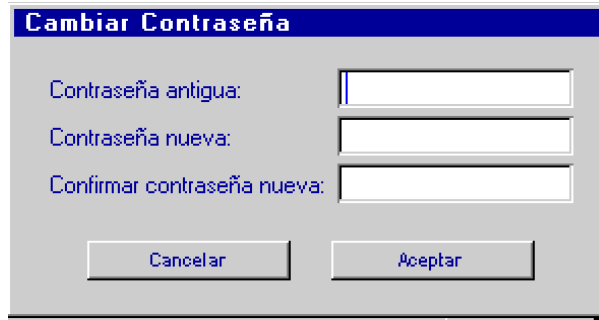 Cambiar Contraseña
Contraseña antigua:
Contraseña nueva:
Confirmar contraseña nueva:
Cancelar Aceptar